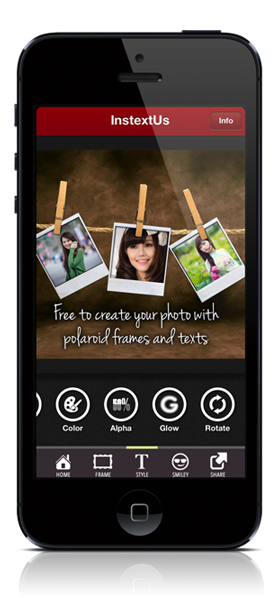 InstextUs
Info
Free to create your photo with
polaroid frames and texts
Color
Alpha
Glow
Rotate
HOME
FRAME
T
STYLE
SMILEY
SHARE